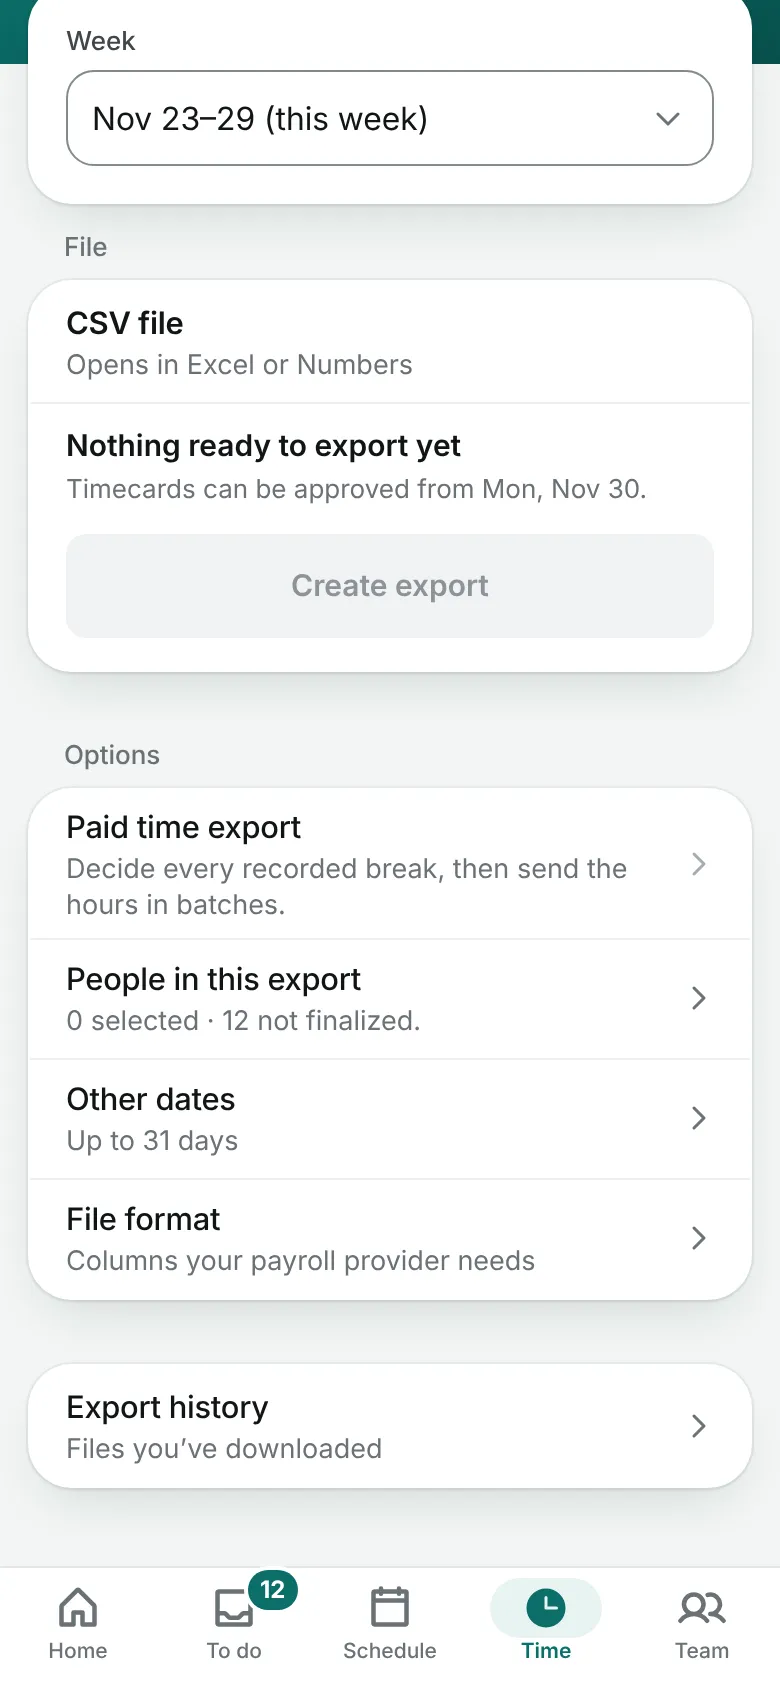 Week
Nov 23–29 (this week)
File
CSV file
Opens in Excel or Numbers
Nothing ready to export yet
Timecards can be approved from Mon, Nov 30.
Create export
Options
Paid time export
Decide every recorded break, then send the
hours in batches.
People in this export
0 selected · 12 not finalized.
Other dates
Up to 31 days
File format
Columns your payroll provider needs
Export history
Files you’ve downloaded
12
Home
To do
Schedule
Time
Team